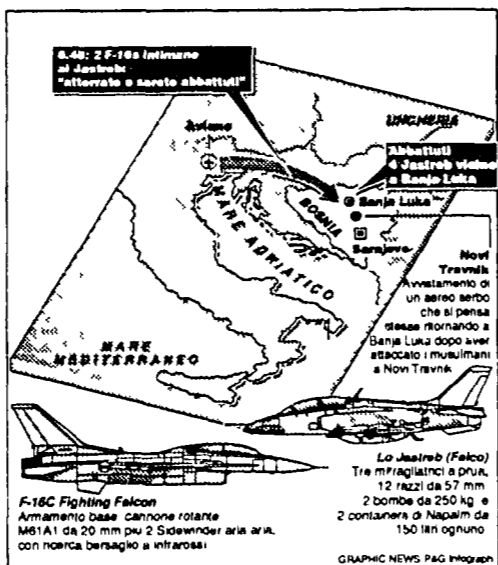 6.45: 2 F-16s intimano
ai Jastreb:
"atterrate o sarete abbattuti"
Aviano
UNGHERIA
Abbattuti
4 Jastreb vicino
a Banja Luka
Banja Luka
BOSNIA
Sarajevo
MARE ADRIATICO
MARE
MEDITERRANEO
Novi
Travnik
Avvistamento di
un aereo serbo
che si pensa
stesse ritornando a
Banja Luka dopo aver
attaccato i musulmani
a Novi Travnik
F-16C Fighting Falcon
Armamento base: cannone rotante
M61A1 da 20 mm più 2 Sidewinder aria aria,
con ricerca bersaglio a infrarossi
Lo Jastreb (Falco)
Tre mitragliatrici a prua,
12 razzi da 57 mm
2 bombe da 250 kg e
2 containers di Napalm da
150 litri ognuno
GRAPHIC NEWS P&G Infograph